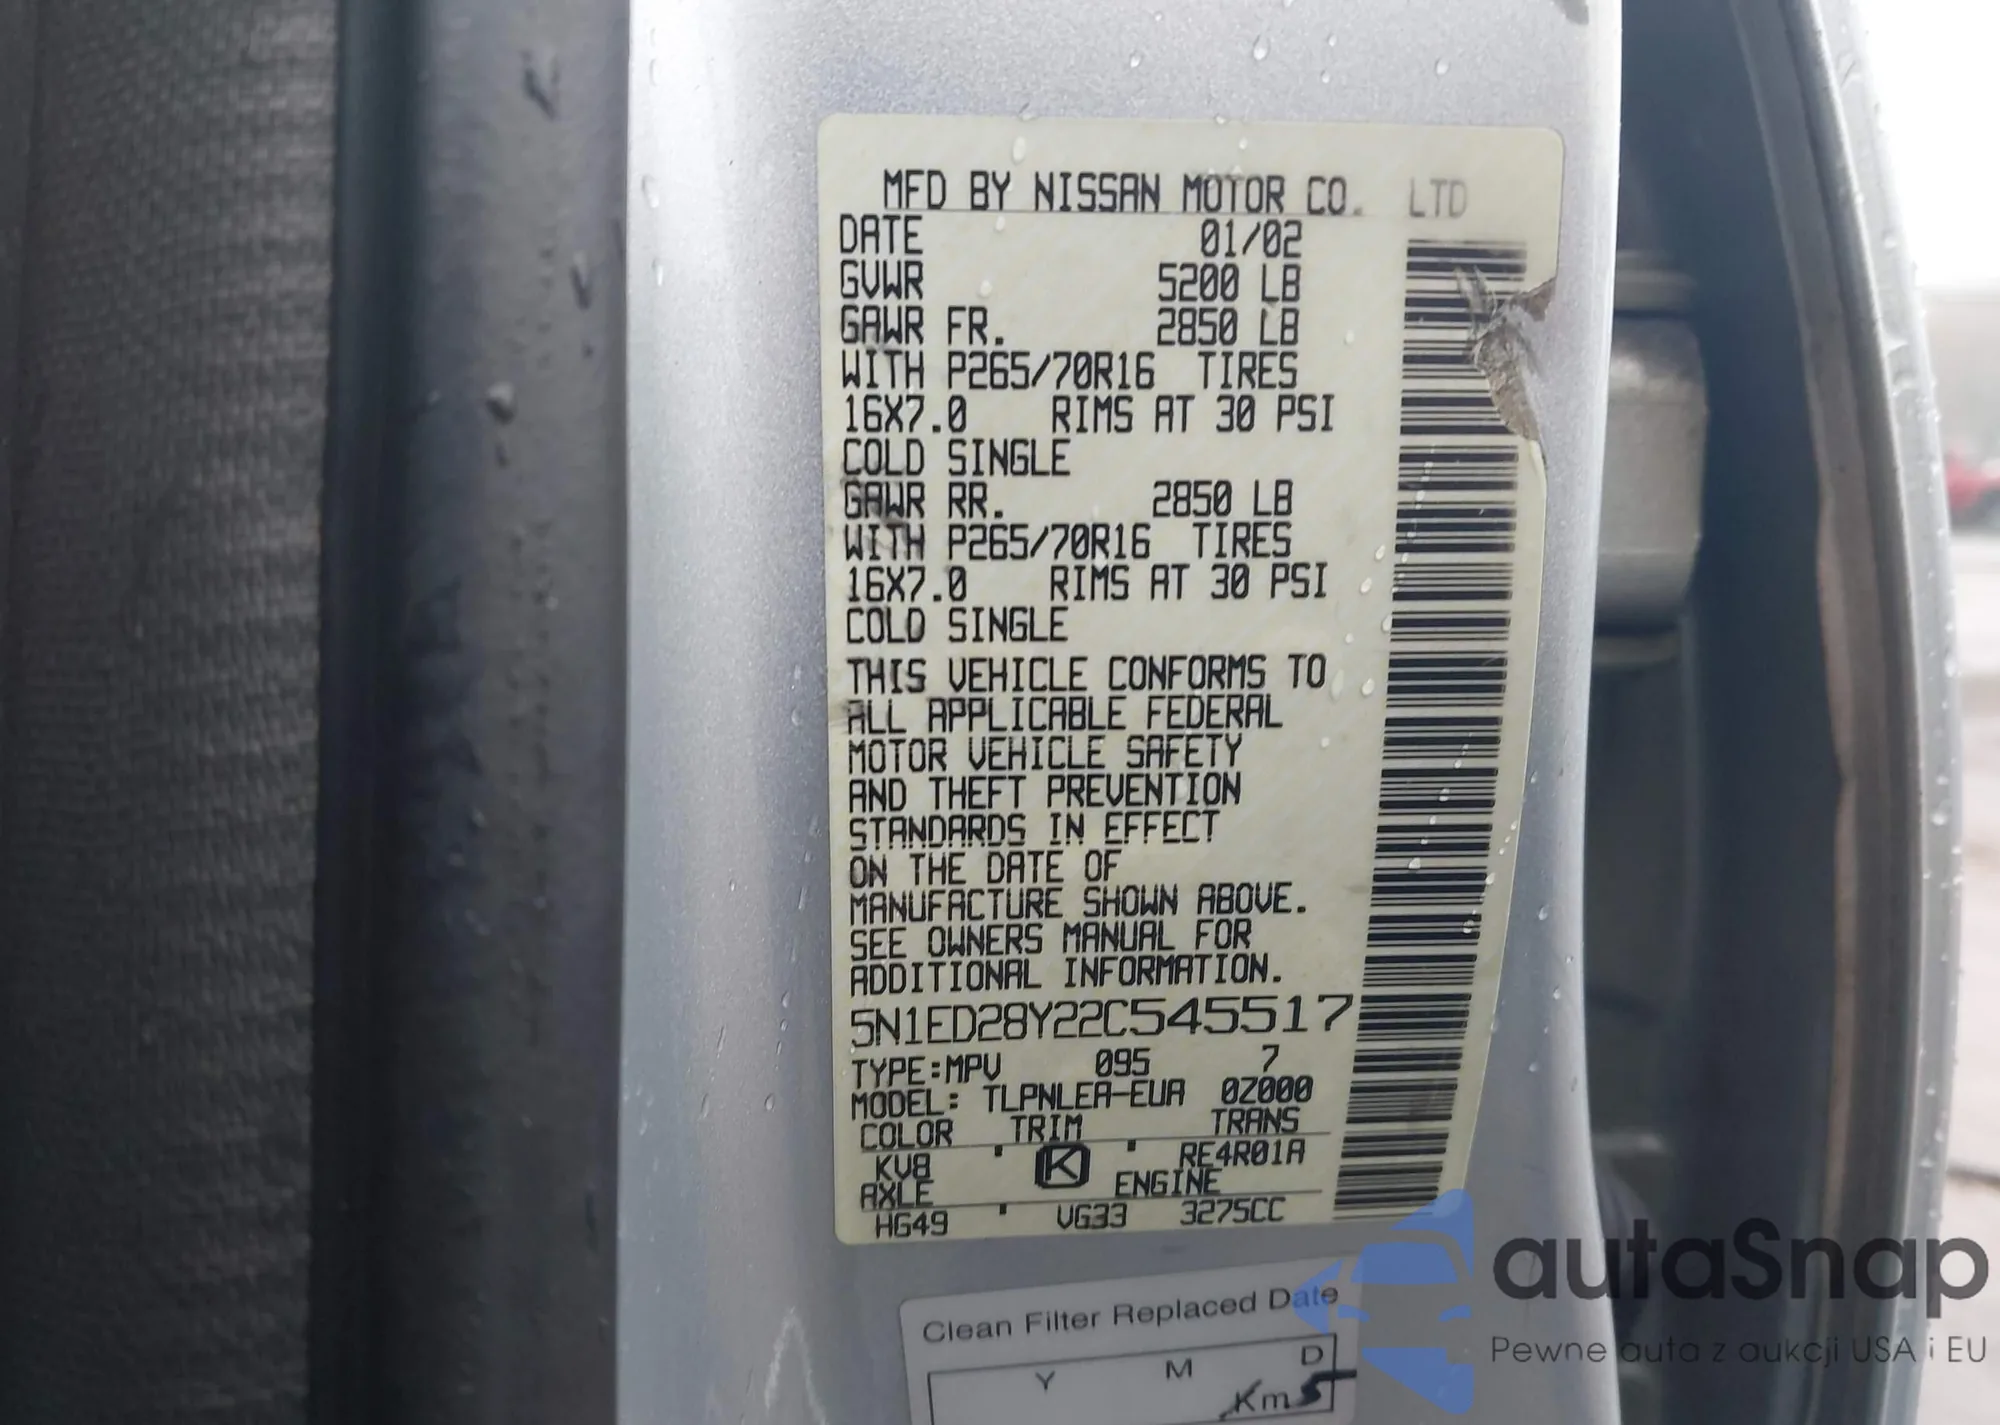 MFD BY NISSAN MOTOR CO. LTD
DATE 01/02
GVWR 5200 LB
GAWR FR. 2850 LB
WITH P265/70R16 TIRES
16X7.0 RIMS AT 30 PSI
COLD SINGLE
GAWR RR. 2850 LB
WITH P265/70R16 TIRES
16X7.0 RIMS AT 30 PSI
COLD SINGLE
THIS VEHICLE CONFORMS TO
ALL APPLICABLE FEDERAL
MOTOR VEHICLE SAFETY
AND THEFT PREVENTION
STANDARDS IN EFFECT
ON THE DATE OF
MANUFACTURE SHOWN ABOVE.
SEE OWNERS MANUAL FOR
ADDITIONAL INFORMATION.
5N1ED28Y22C545517
TYPE:MPV 095 7
MODEL: TLPNLEA-EUA 0Z000
COLOR TRIM TRANS
KV8 K RE4R01A
AXLE ENGINE
HG49 VG33 3275CC
Clean Filter Replaced Date
Y M D
Kms
autaSnap
Pewne auta z aukcji USA i EU